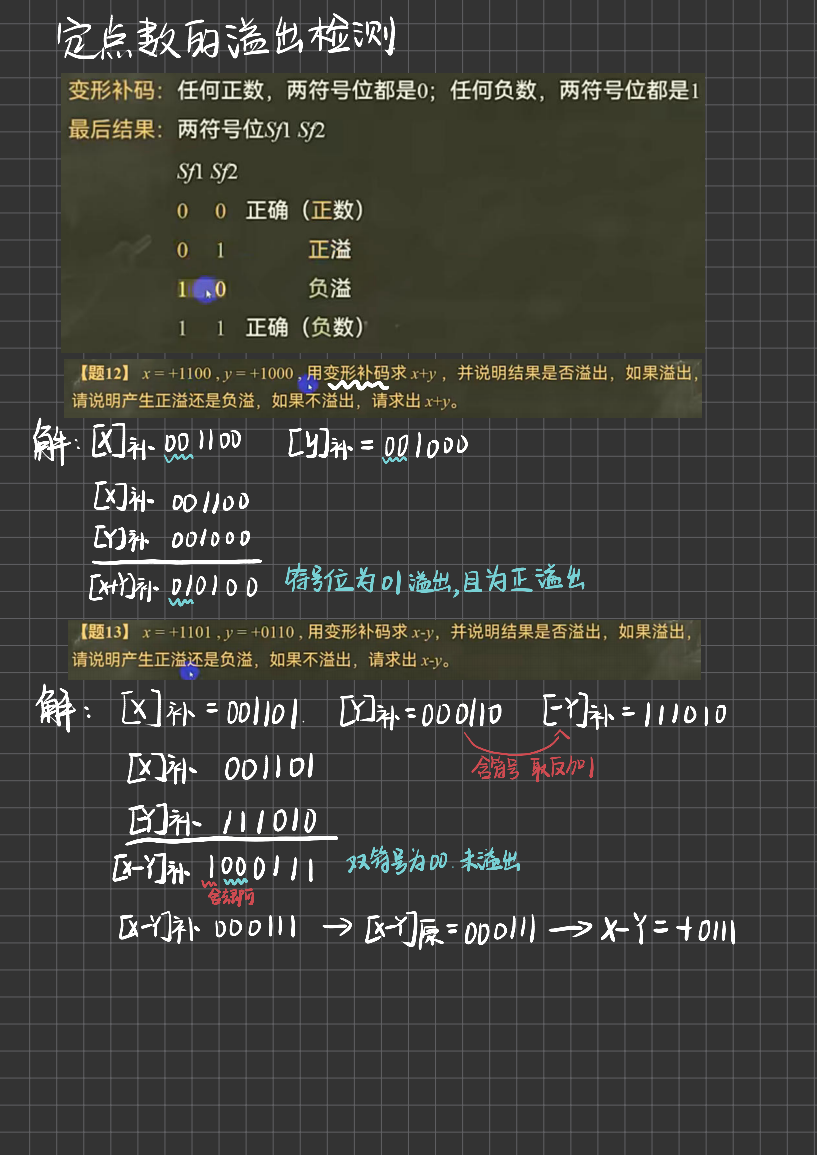 定点数的溢出检测
变形补码：任何正数，两符号位都是0；任何负数，两符号位都是1
最后结果：两符号位Sf1 Sf2
Sf1 Sf2
0 0 正确（正数）
0 1 正溢
1 0 负溢
1 1 正确（负数）
【题12】 x = +1100 , y = +1000 , 用变形补码求 x+y ，并说明结果是否溢出，如果溢出，
请说明产生正溢还是负溢，如果不溢出，请求出 x+y。
解：[X]补 001100 [y]补 = 001000
[X]补 001100
[Y]补 001000
[X+Y]补 010100 符号位为01溢出,且为正溢出
【题13】 x = +1101 , y = +0110 , 用变形补码求 x-y，并说明结果是否溢出，如果溢出，
请说明产生正溢还是负溢，如果不溢出，请求出 x-y。
解：[X]补 = 001101. [Y]补 = 000110 [-Y]补 = 111010
含符号 取反加1
[X]补 001101
[Y]补 111010
[X-Y]补 1000111 双符号为00.未溢出
[X-Y]补 000111 → [X-Y]原 = 000111 → X-Y = +0111